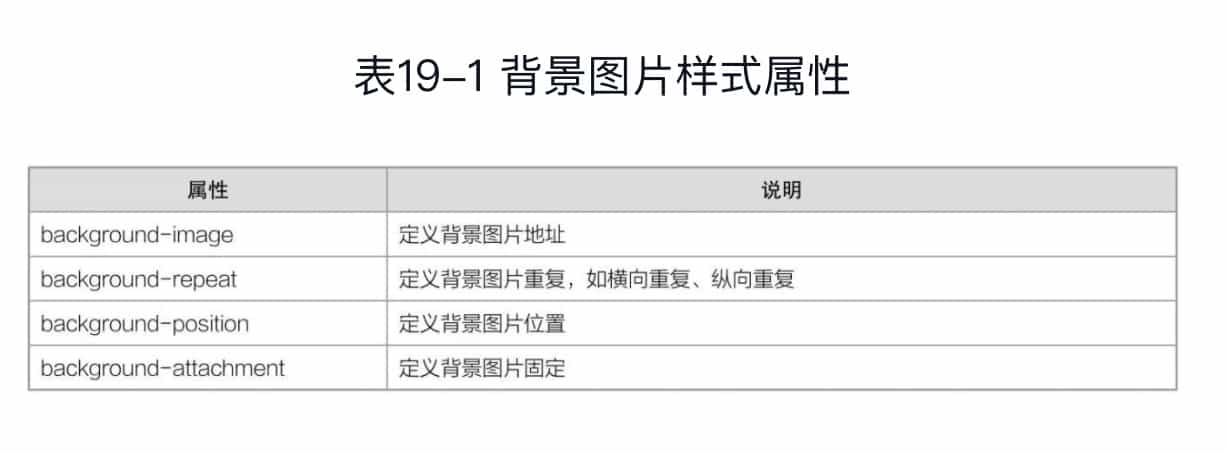 表19-1 背景图片样式属性
属性 说明
background-image 定义背景图片地址
background-repeat 定义背景图片重复，如横向重复、纵向重复
background-position 定义背景图片位置
background-attachment 定义背景图片固定